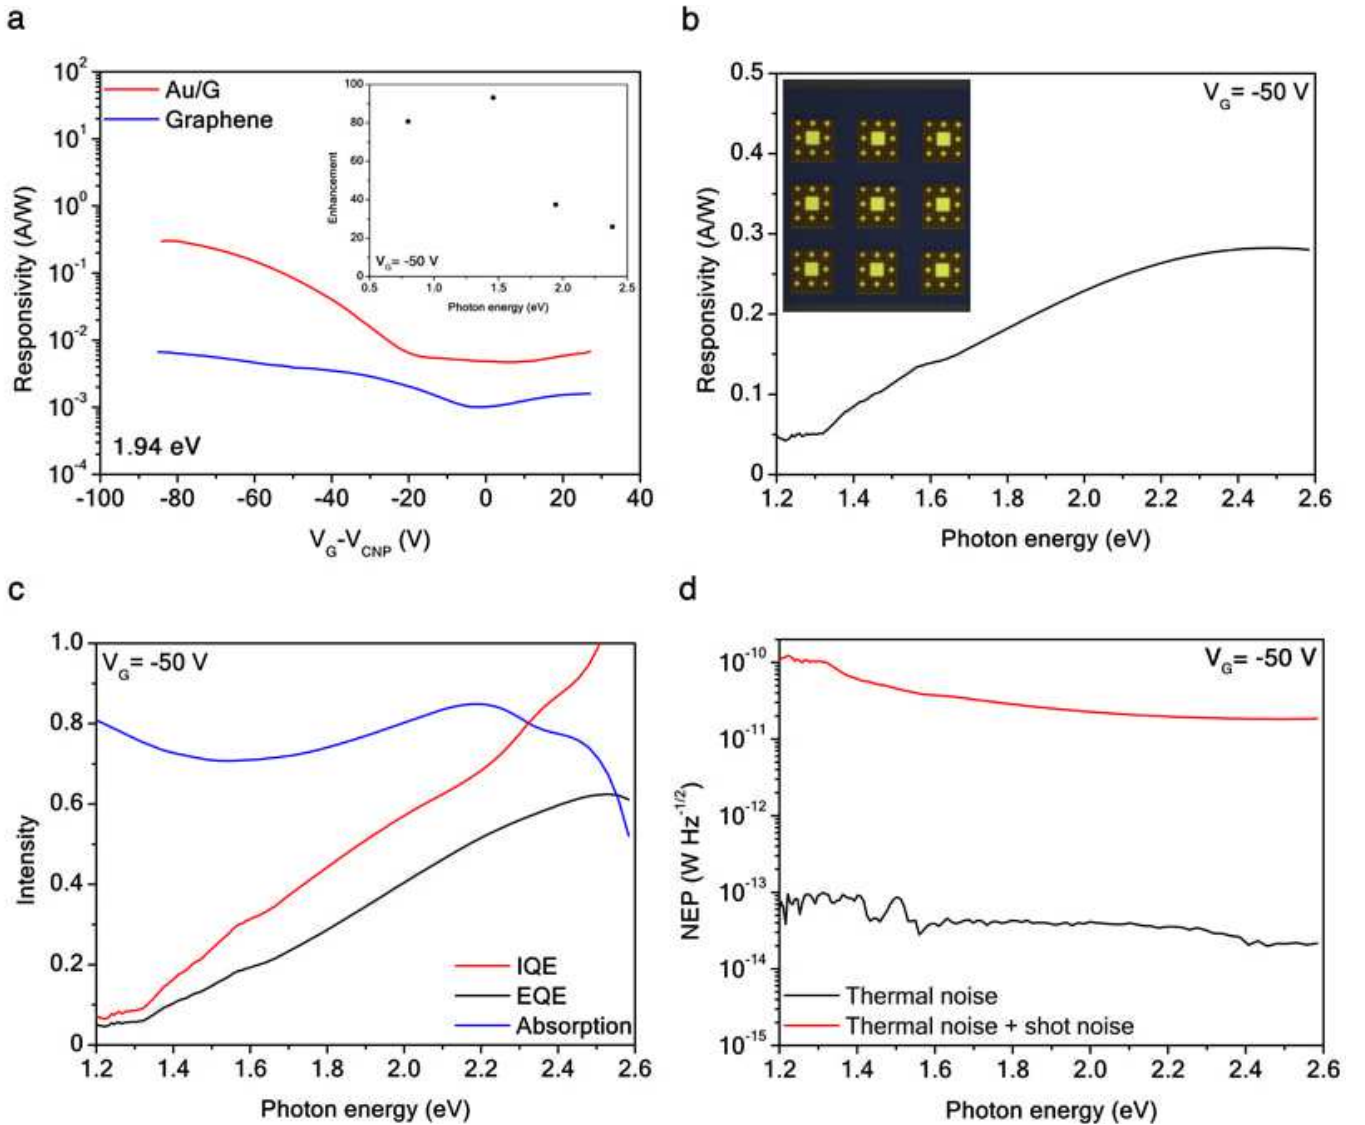 a
10²
10¹
10⁰
10⁻¹
10⁻²
10⁻³
10⁻⁴
Responsivity (A/W)
Au/G
Graphene
1.94 eV
-100 -80 -60 -40 -20 0 20 40
V_G-V_CNP (V)
100
80
60
40
20
0
Enhancement
V_G= -50 V
0.5 1.0 1.5 2.0 2.5
Photon energy (eV)
b
0.5
0.4
0.3
0.2
0.1
0
Responsivity (A/W)
V_G= -50 V
1.2 1.4 1.6 1.8 2.0 2.2 2.4 2.6
Photon energy (eV)
c
1.0
0.8
0.6
0.4
0.2
0
Intensity
V_G= -50 V
IQE
EQE
Absorption
1.2 1.4 1.6 1.8 2.0 2.2 2.4 2.6
Photon energy (eV)
d
10⁻¹⁰
10⁻¹¹
10⁻¹²
10⁻¹³
10⁻¹⁴
10⁻¹⁵
NEP (W Hz⁻¹/²)
V_G= -50 V
Thermal noise
Thermal noise + shot noise
1.2 1.4 1.6 1.8 2.0 2.2 2.4 2.6
Photon energy (eV)